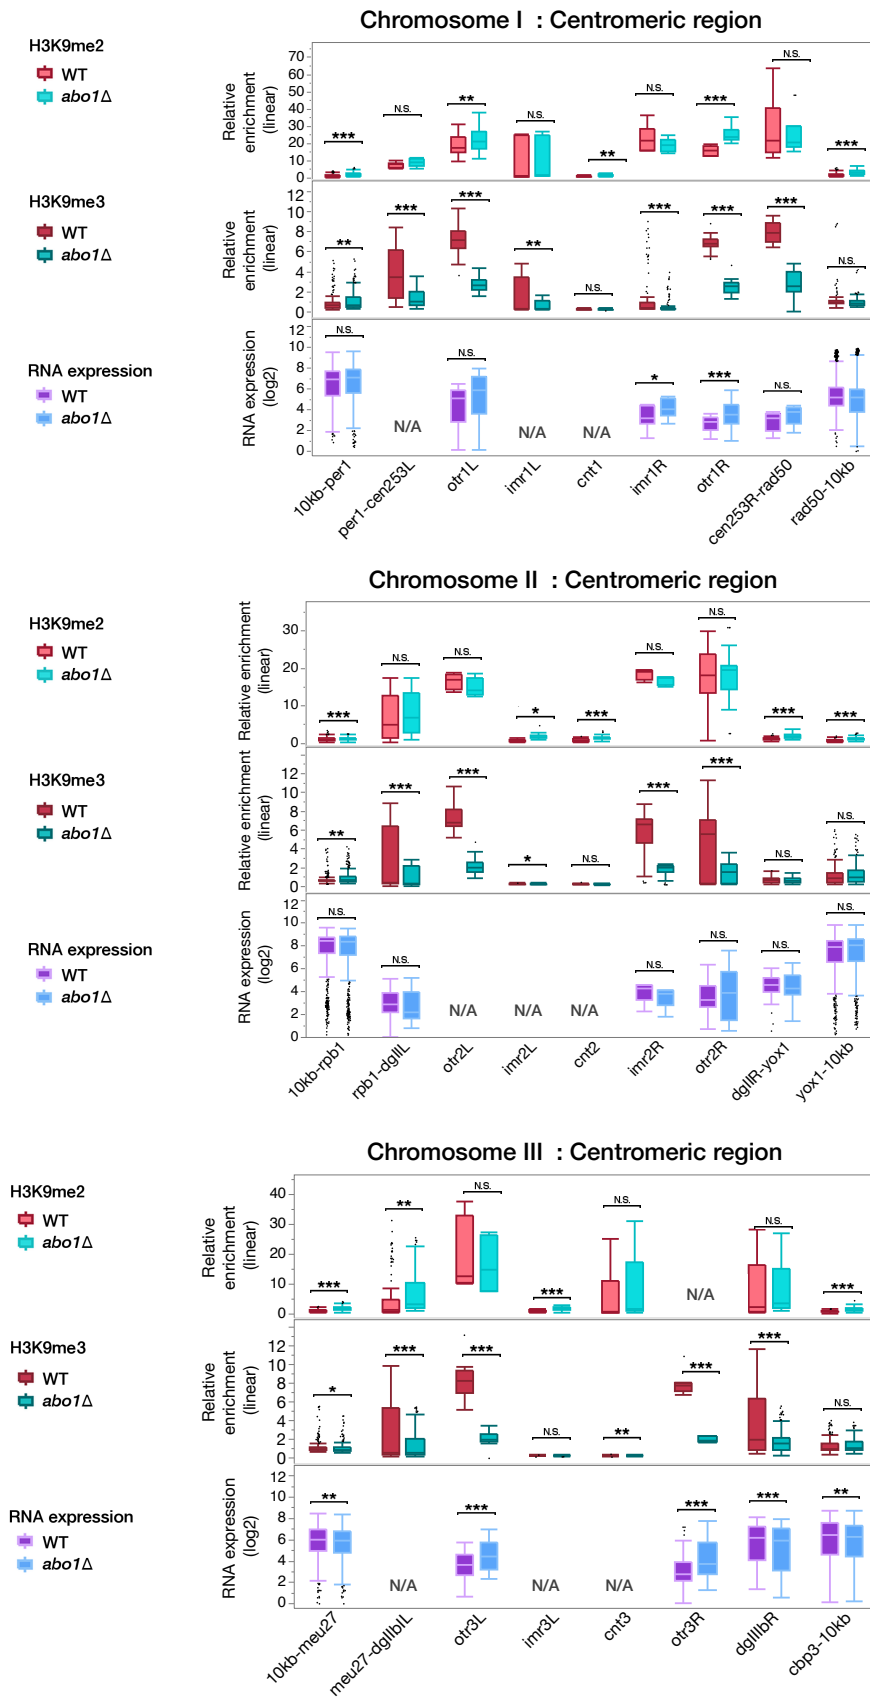 Chromosome I : Centromeric region
H3K9me2
WT
abo1Δ
Relative
enrichment
(linear)
70
60
50
40
30
20
10
0
*** N.S. ** N.S. ** N.S. *** N.S. ***
H3K9me3
WT
abo1Δ
Relative
enrichment
(linear)
12
10
8
6
4
2
0
** *** *** ** N.S. *** *** *** N.S.
RNA expression
WT
abo1Δ
RNA expression
(log2)
12
10
8
6
4
2
0
N.S. N/A N.S. N/A N/A * *** N.S.
10kb-per1
per1-cen253L
otr1L
imr1L
cnt1
imr1R
otr1R
cen253R-rad50
rad50-10kb
Chromosome II : Centromeric region
H3K9me2
WT
abo1Δ
Relative enrichment
(linear)
30
20
10
0
*** N.S. N.S. * *** N.S. N.S. *** ***
H3K9me3
WT
abo1Δ
Relative enrichment
(linear)
12
10
8
6
4
2
0
** *** *** * N.S. *** *** N.S. N.S.
RNA expression
WT
abo1Δ
RNA expression
(log2)
12
10
8
6
4
2
0
N.S. N.S. N/A N/A N/A N.S. N.S. N.S. N.S.
10kb-rpb1
rpb1-dgIIL
otr2L
imr2L
cnt2
imr2R
otr2R
dgIIR-yox1
yox1-10kb
Chromosome III : Centromeric region
H3K9me2
WT
abo1Δ
Relative
enrichment
(linear)
40
30
20
10
0
*** ** N.S. *** N.S. N/A N.S. ***
H3K9me3
WT
abo1Δ
Relative
enrichment
(linear)
12
10
8
6
4
2
0
* *** *** N.S. ** *** *** N.S.
RNA expression
WT
abo1Δ
RNA expression
(log2)
12
10
8
6
4
2
0
** N/A *** N/A N/A *** *** **
10kb-meu27
meu27-dgIIbIL
otr3L
imr3L
cnt3
otr3R
dgIIIbR
cbp3-10kb